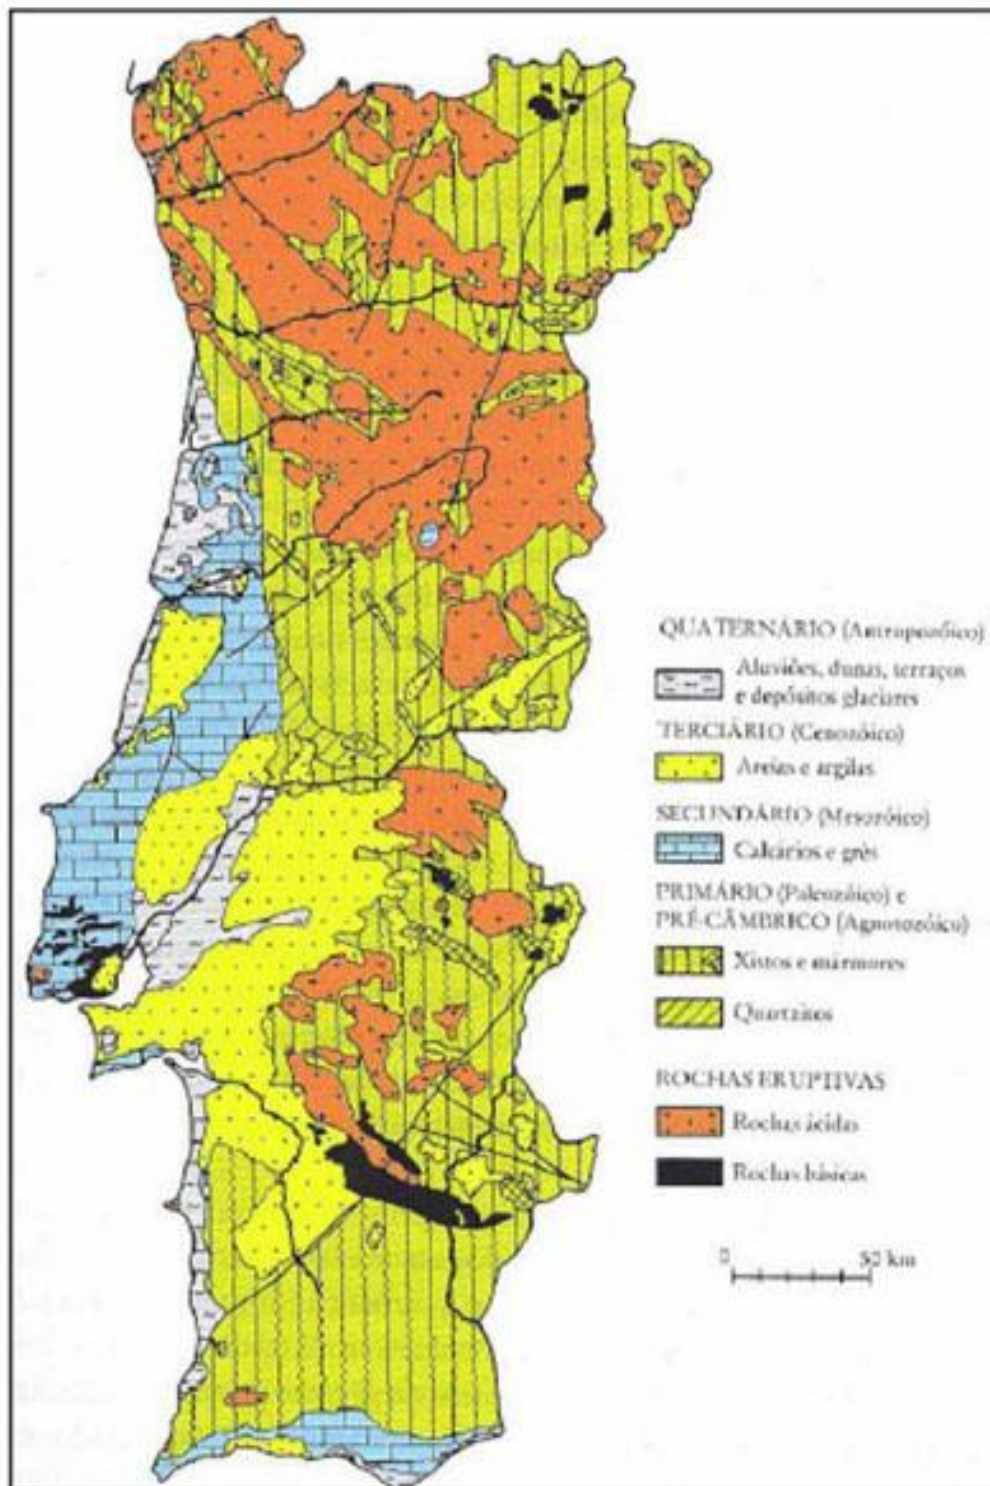 QUATERNÁRIO (Antropozóico)
Aluviões, dunas, terraços
e depósitos glaciares
TERCIÁRIO (Cenozóico)
Areias e argilas
SECUNDÁRIO (Mesozóico)
Calcários e grés
PRIMÁRIO (Paleozóico) e
PRÉ-CÂMBRICO (Agnotozóico)
Xistos e mármores
Quartzitos
ROCHAS ERUPTIVAS
Rochas ácidas
Rochas básicas
0 50 km